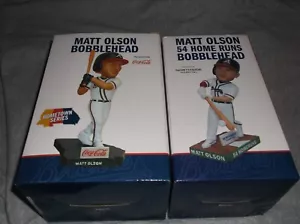 MATT OLSON
BOBBLEHEAD
Coca-Cola
HOMETOWN
SERIES
Coca-Cola
MATT OLSON
MATT OLSON
54 HOME RUNS
BOBBLEHEAD
MATT OLSON